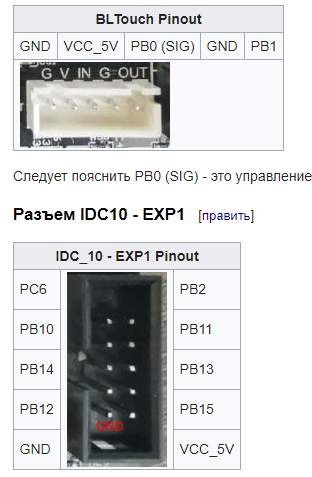 BLTouch Pinout
GND VCC_5V PB0 (SIG) GND PB1
G V IN G OUT
Следует пояснить PB0 (SIG) - это управление
Разъем IDC10 - EXP1 [править]
IDC_10 - EXP1 Pinout
PC6 PB2
PB10 PB11
PB14 PB13
PB12 PB15
GND
GND VCC_5V